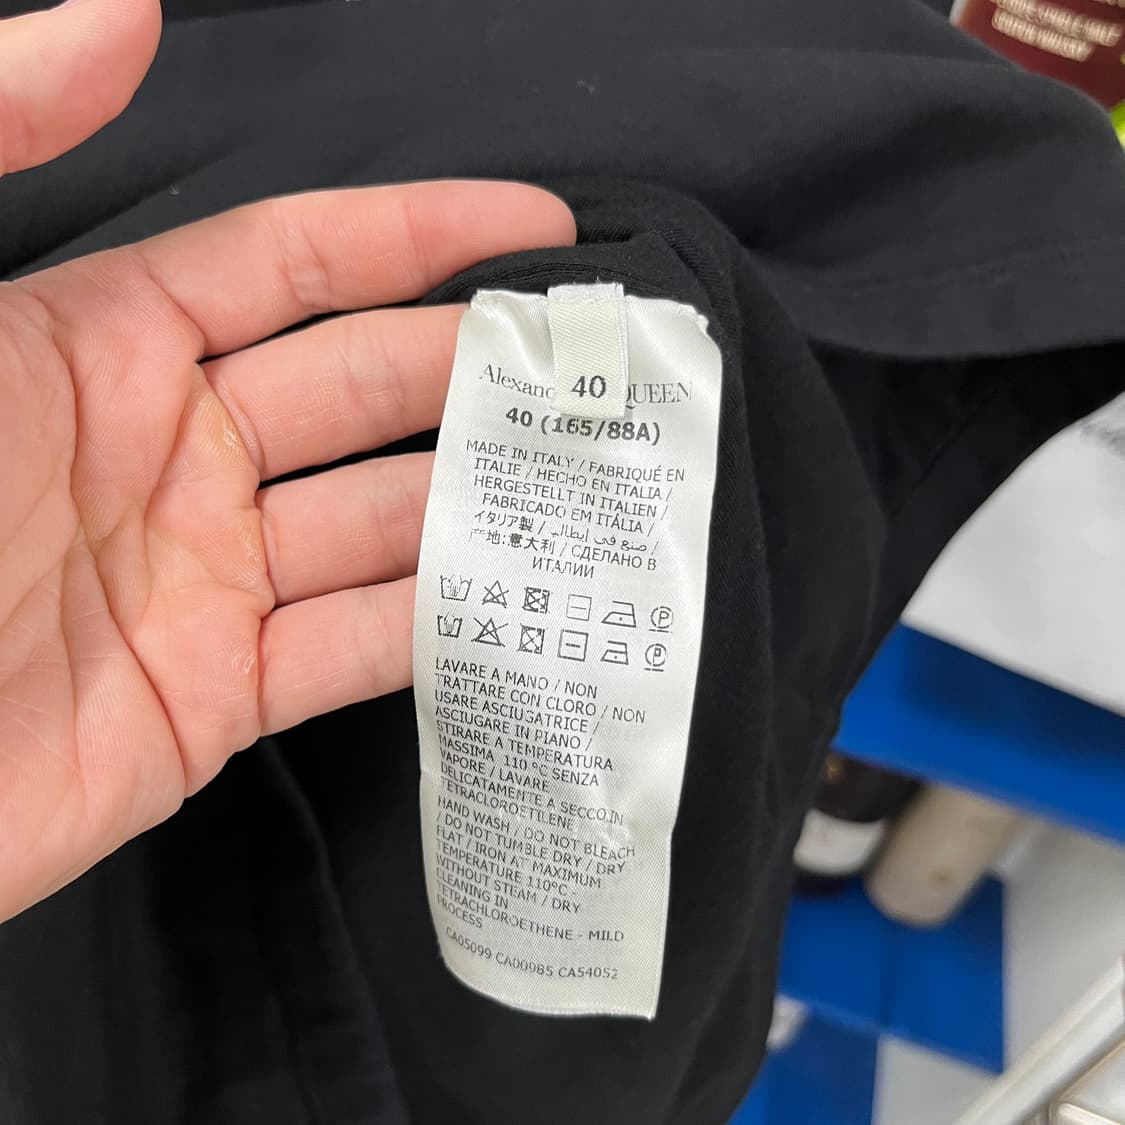 40
Alexand QUEEN
40 (165/88A)
MADE IN ITALY / FABRIQUÉ EN
ITALIE / HECHO EN ITALIA /
HERGESTELLT IN ITALIEN /
FABRICADO EM ITÁLIA /
イタリア製 / صنع في إيطاليا /
产地:意大利 / СДЕЛАНО В
ИТАЛИИ
P
P
LAVARE A MANO / NON
TRATTARE CON CLORO / NON
USARE ASCIUGATRICE /
ASCIUGARE IN PIANO /
STIRARE A TEMPERATURA
MASSIMA 110 °C SENZA
VAPORE / LAVARE
DELICATAMENTE A SECCO IN
TETRACLOROETILENE
HAND WASH / DO NOT BLEACH
/ DO NOT TUMBLE DRY / DRY
FLAT / IRON AT MAXIMUM
TEMPERATURE 110°C
WITHOUT STEAM / DRY
CLEANING IN
TETRACHLOROETHENE - MILD
PROCESS
CA05099 CA00985 CA54052